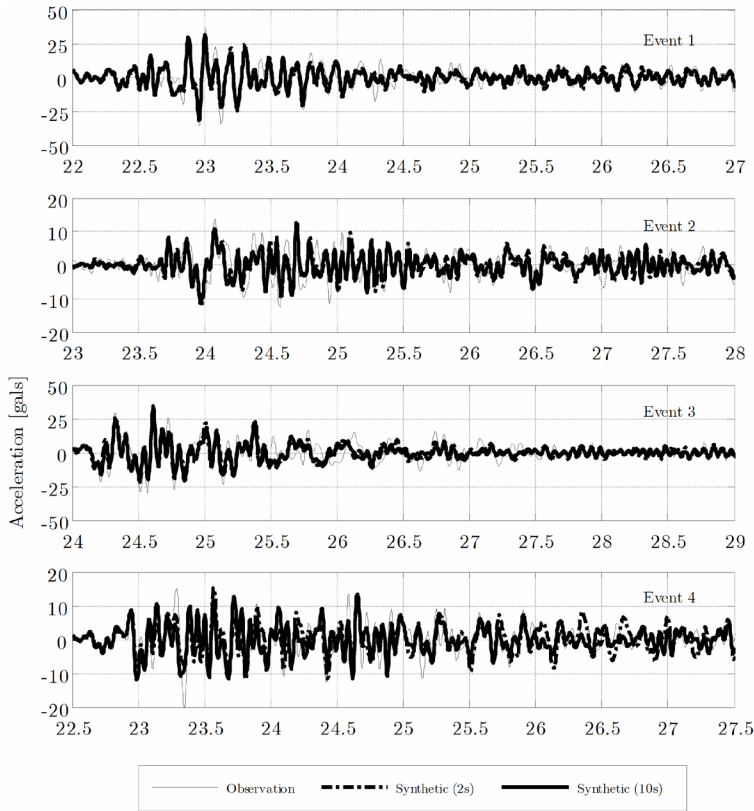 50
25
Event 1
0
-25
-50
22 22.5 23 23.5 24 24.5 25 25.5 26 26.5 27
20
10
Event 2
0
-10
-20
23 23.5 24 24.5 25 25.5 26 26.5 27 27.5 28
Acceleration [gals]
50
25
Event 3
0
-25
-50
24 24.5 25 25.5 26 26.5 27 27.5 28 28.5 29
20
10
Event 4
0
-10
-20
22.5 23 23.5 24 24.5 25 25.5 26 26.5 27 27.5
Observation Synthetic (2s) Synthetic (10s)